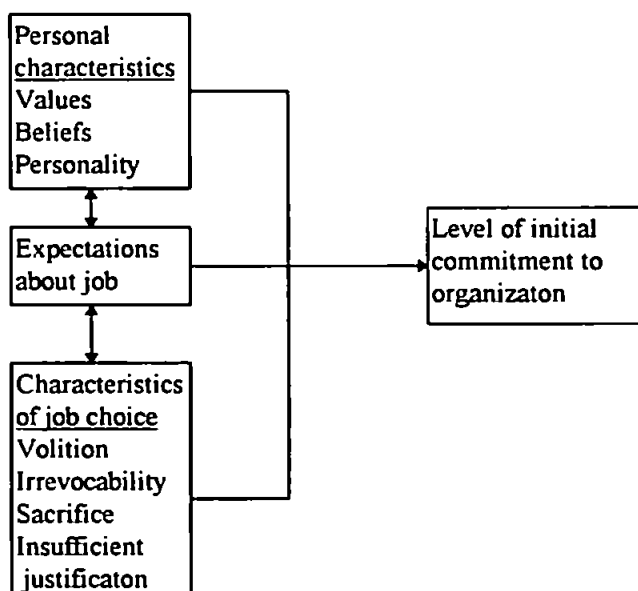 Personal
characteristics
Values
Beliefs
Personality
Expectations
about job
Level of initial
commitment to
organizaton
Characteristics
of job choice
Volition
Irrevocability
Sacrifice
Insufficient
justificaton